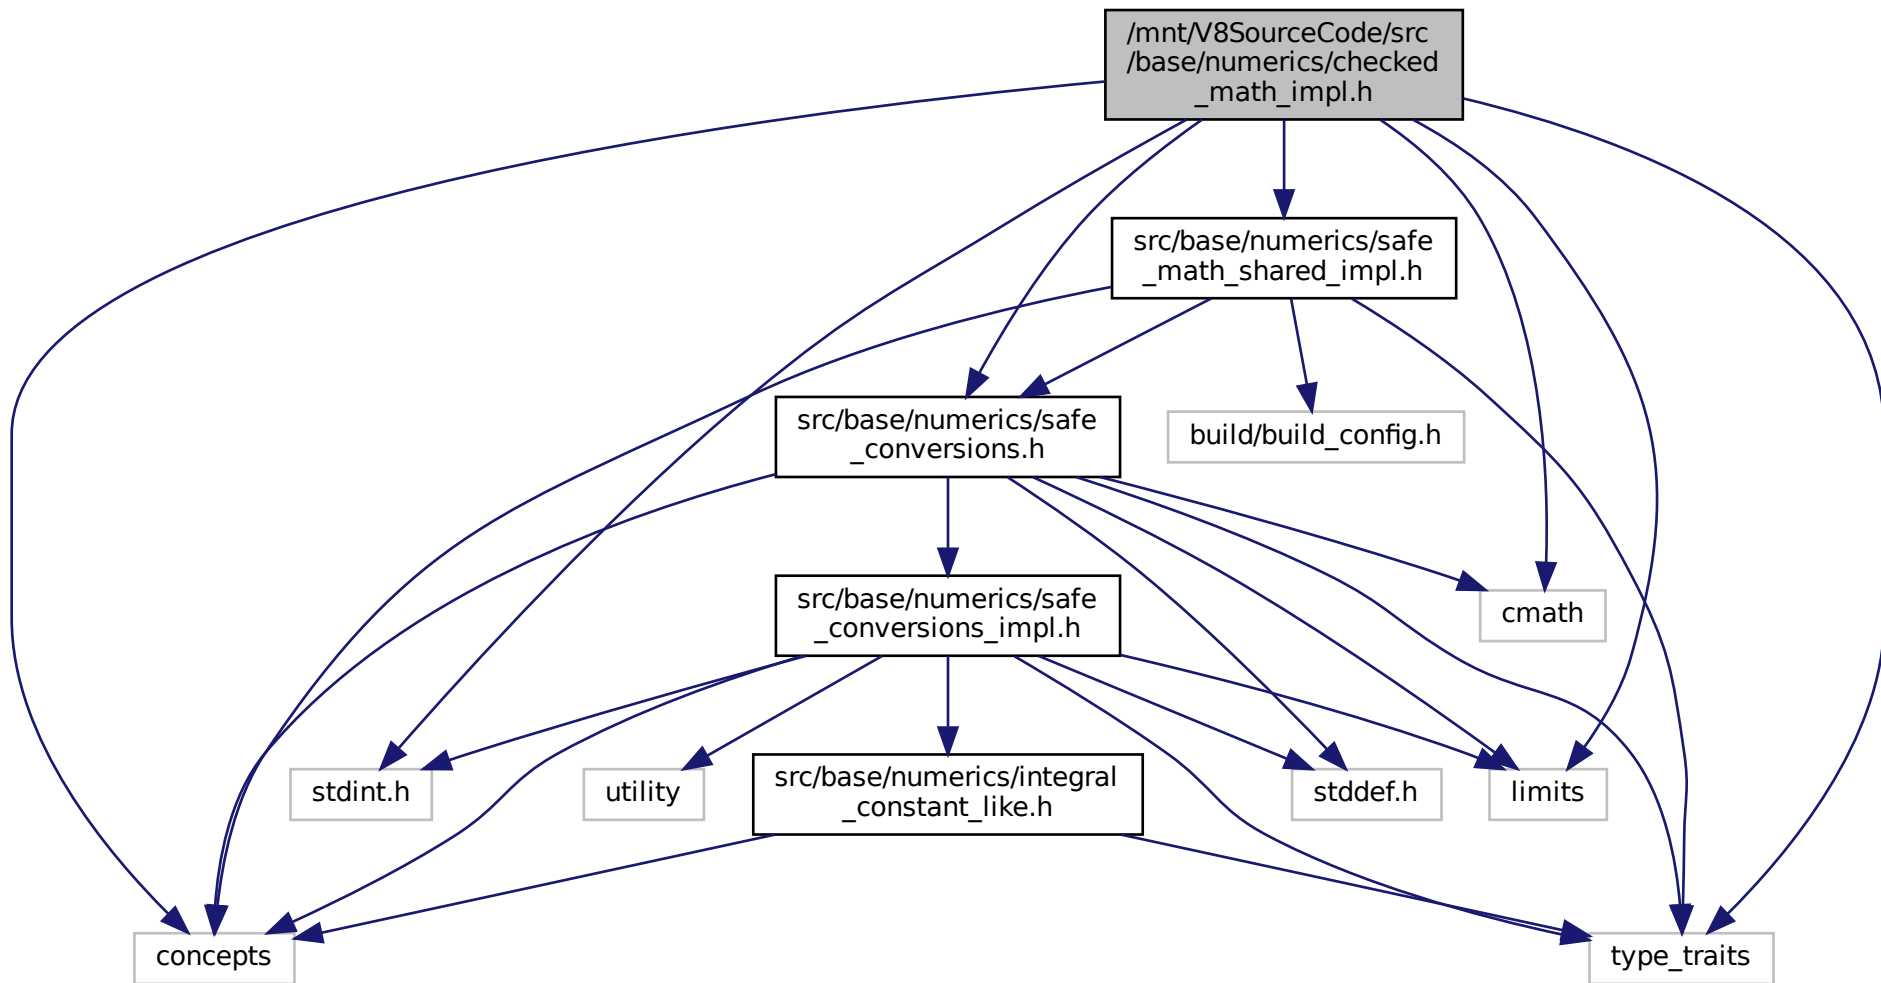 /mnt/V8SourceCode/src
/base/numerics/checked
_math_impl.h
src/base/numerics/safe
_math_shared_impl.h
src/base/numerics/safe
_conversions.h
build/build_config.h
src/base/numerics/safe
_conversions_impl.h
cmath
stdint.h
utility
src/base/numerics/integral
_constant_like.h
stddef.h
limits
concepts
type_traits